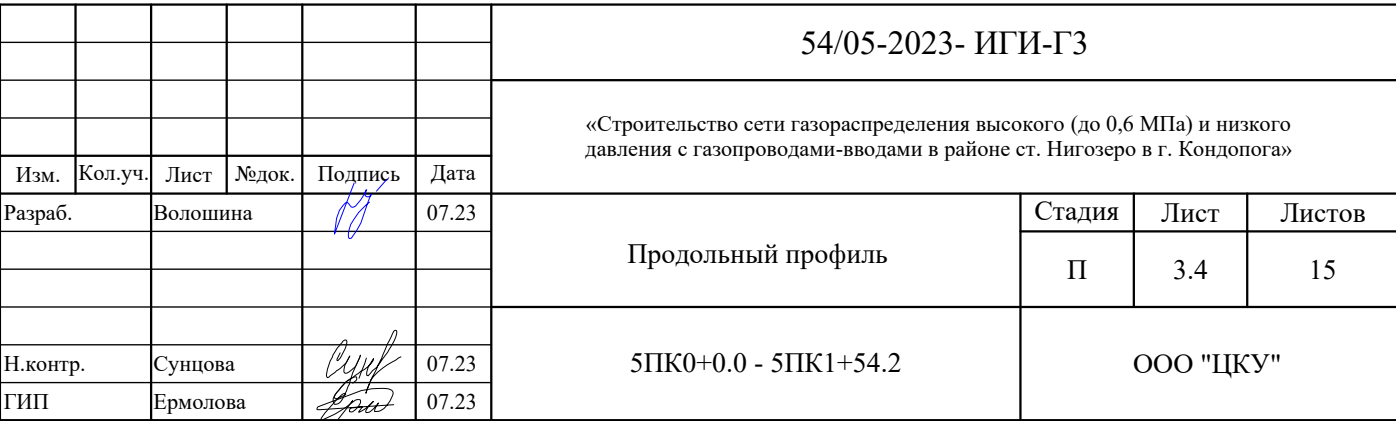 54/05-2023- ИГИ-Г3
«Строительство сети газораспределения высокого (до 0,6 МПа) и низкого
давления с газопроводами-вводами в районе ст. Нигозеро в г. Кондопога»
Изм. Кол.уч. Лист №док. Подпись Дата
Разраб. Волошина 07.23
Продольный профиль
Стадия Лист Листов
П 3.4 15
Н.контр. Сунцова 07.23
ГИП Ермолова 07.23
5ПК0+0.0 - 5ПК1+54.2
ООО "ЦКУ"